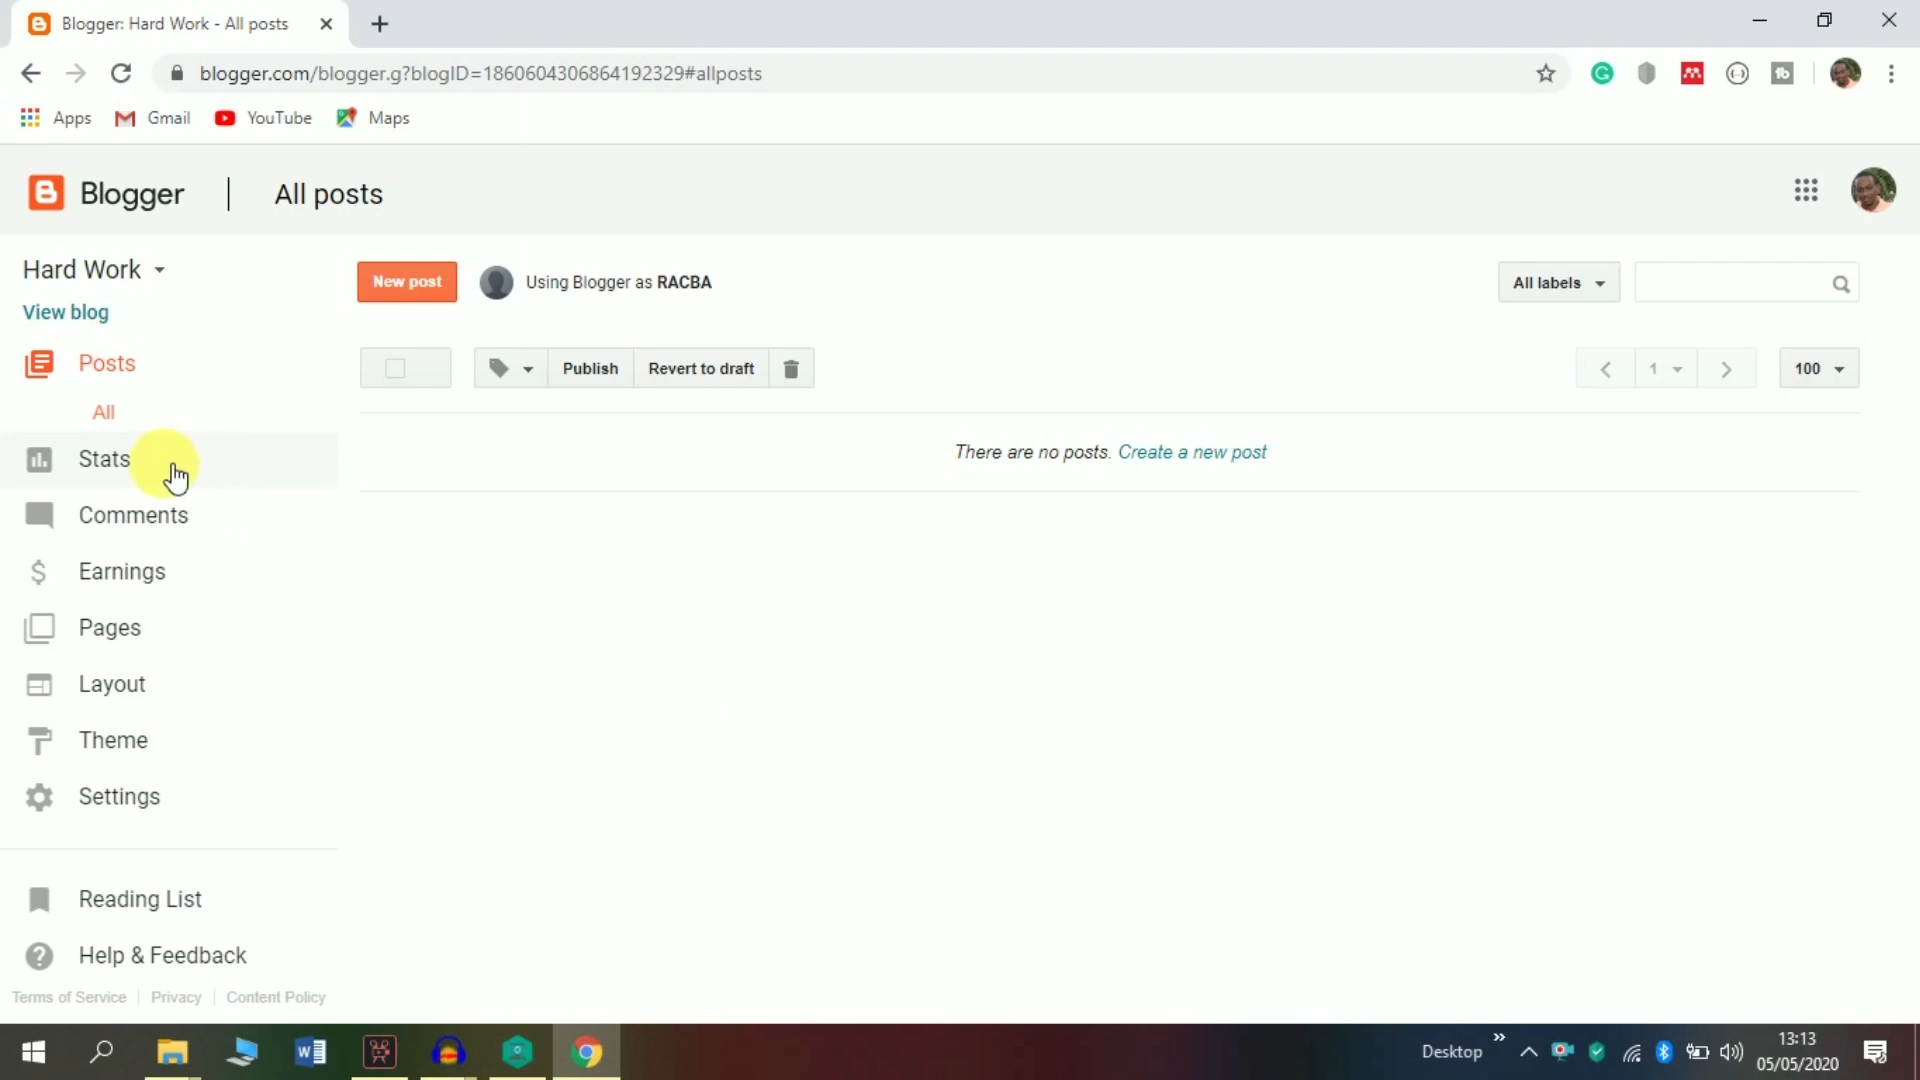 Blogger: Hard Work - All posts
blogger.com/blogger.g?blogID=1860604306864192329#allposts
Apps Gmail YouTube Maps
Blogger | All posts
Hard Work
View blog
New post Using Blogger as RACBA All labels
Posts
All
Publish Revert to draft 1 100
There are no posts. Create a new post
Stats
Comments
Earnings
Pages
Layout
Theme
Settings
Reading List
Help & Feedback
Terms of Service | Privacy | Content Policy
Desktop 13:13
05/05/2020